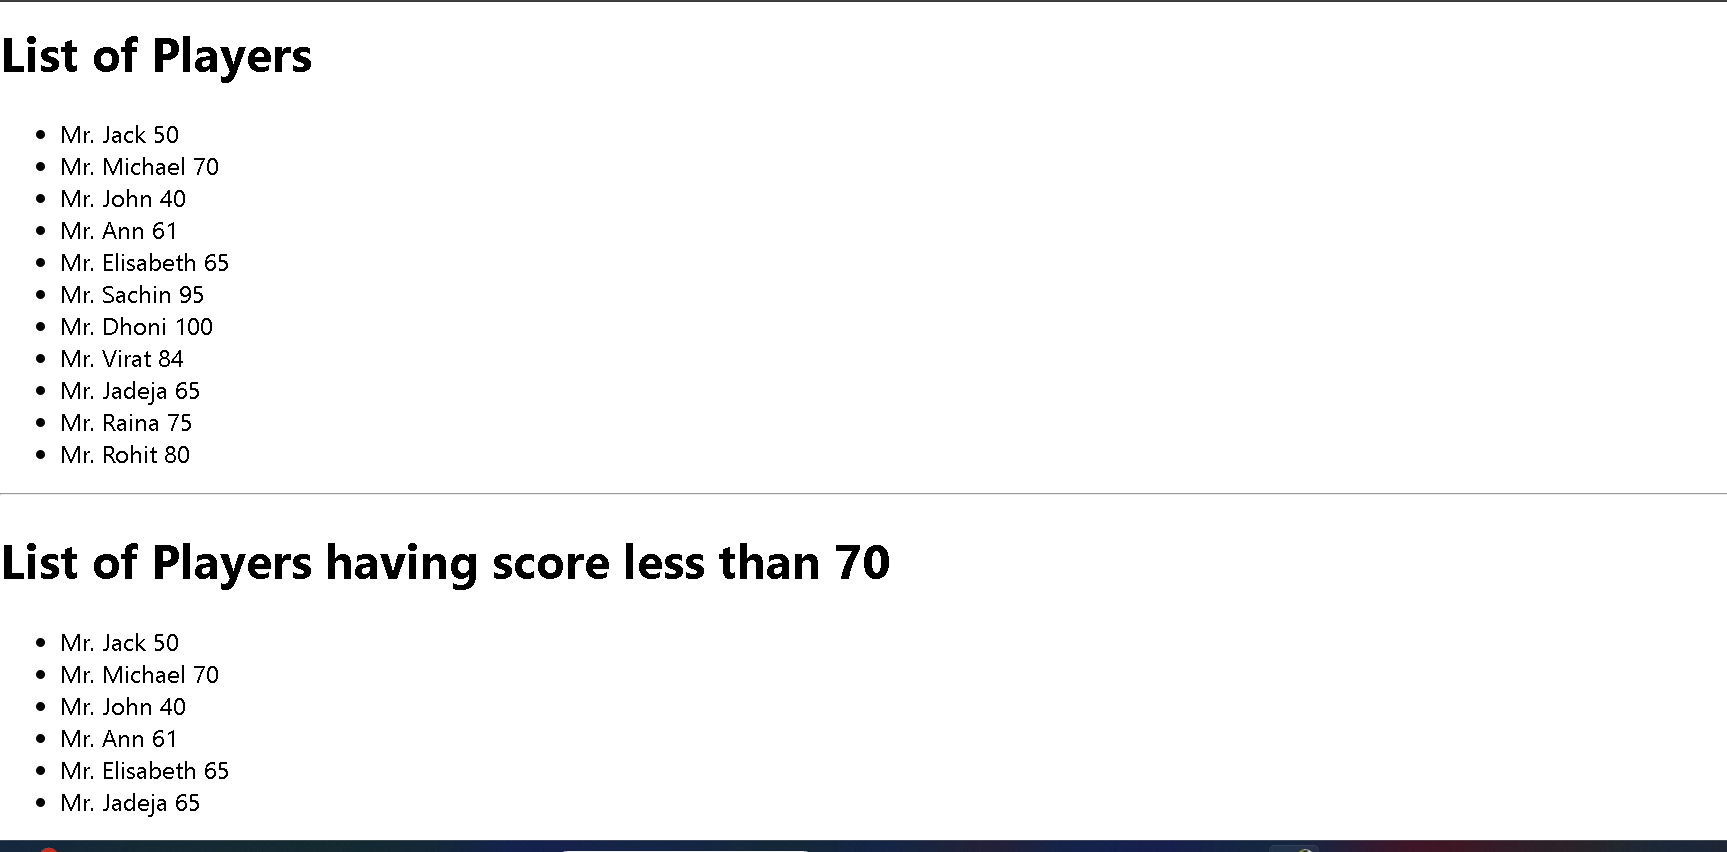 List of Players
Mr. Jack 50
Mr. Michael 70
Mr. John 40
Mr. Ann 61
Mr. Elisabeth 65
Mr. Sachin 95
Mr. Dhoni 100
Mr. Virat 84
Mr. Jadeja 65
Mr. Raina 75
Mr. Rohit 80
List of Players having score less than 70
Mr. Jack 50
Mr. Michael 70
Mr. John 40
Mr. Ann 61
Mr. Elisabeth 65
Mr. Jadeja 65